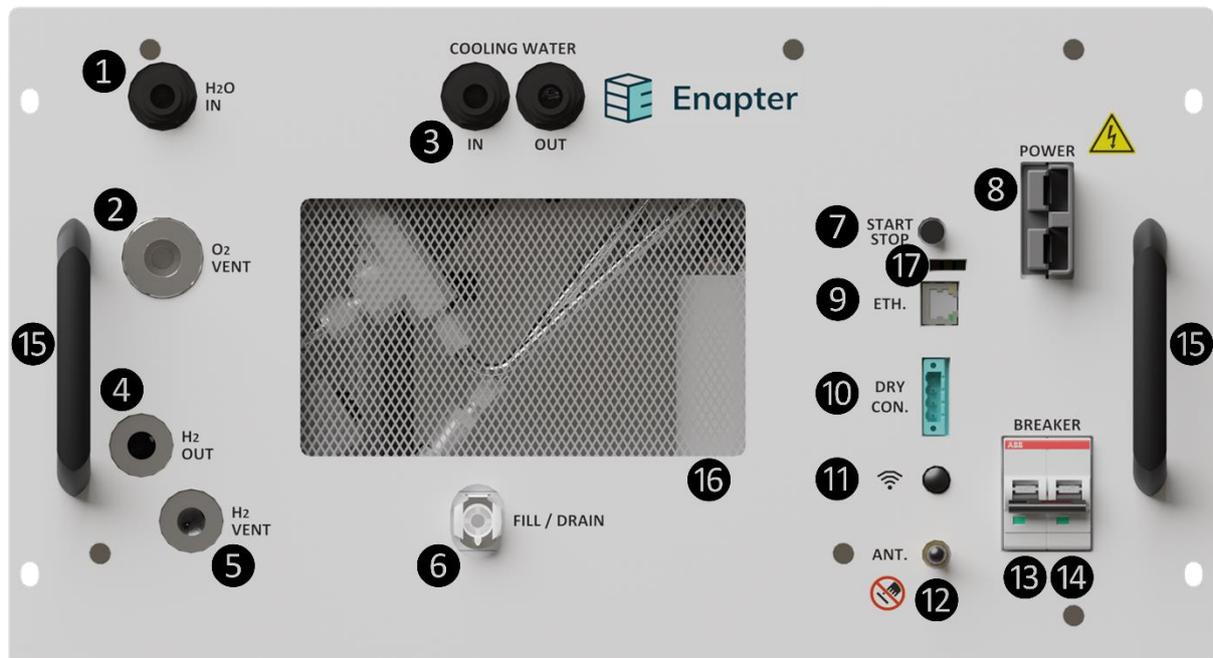 COOLING WATER
1
H2O
IN
Enapter
3
IN
OUT
POWER
8
2
O2
VENT
7
START
STOP
17
9
ETH.
15
15
4
H2
OUT
10
DRY
CON.
BREAKER
ABB
16
11
5
H2
VENT
6
FILL / DRAIN
ANT.
12
13
14